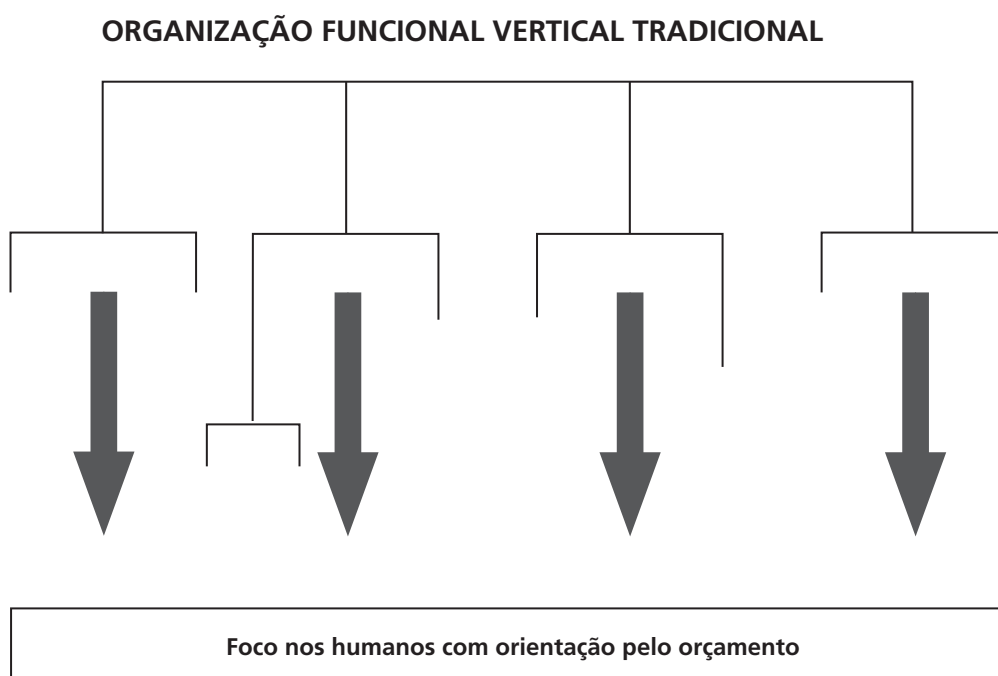 ORGANIZAÇÃO FUNCIONAL VERTICAL TRADICIONAL
Foco nos humanos com orientação pelo orçamento